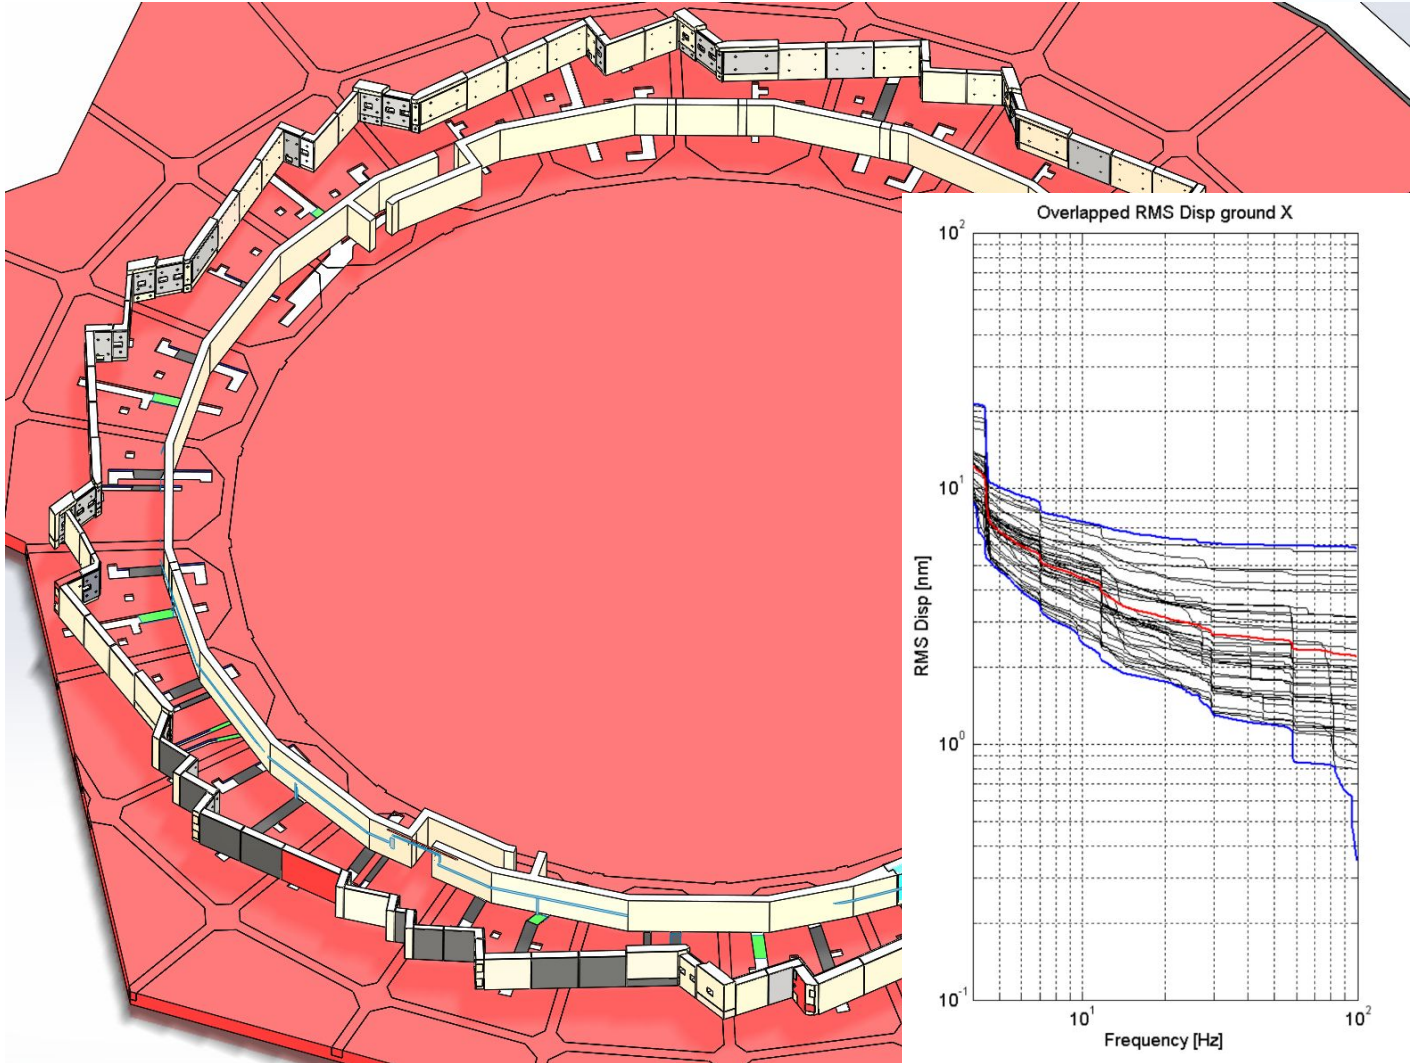 Overlapped RMS Disp ground X
10²
10¹
10⁰
10⁻¹
RMS Disp [nm]
10¹
10²
Frequency [Hz]